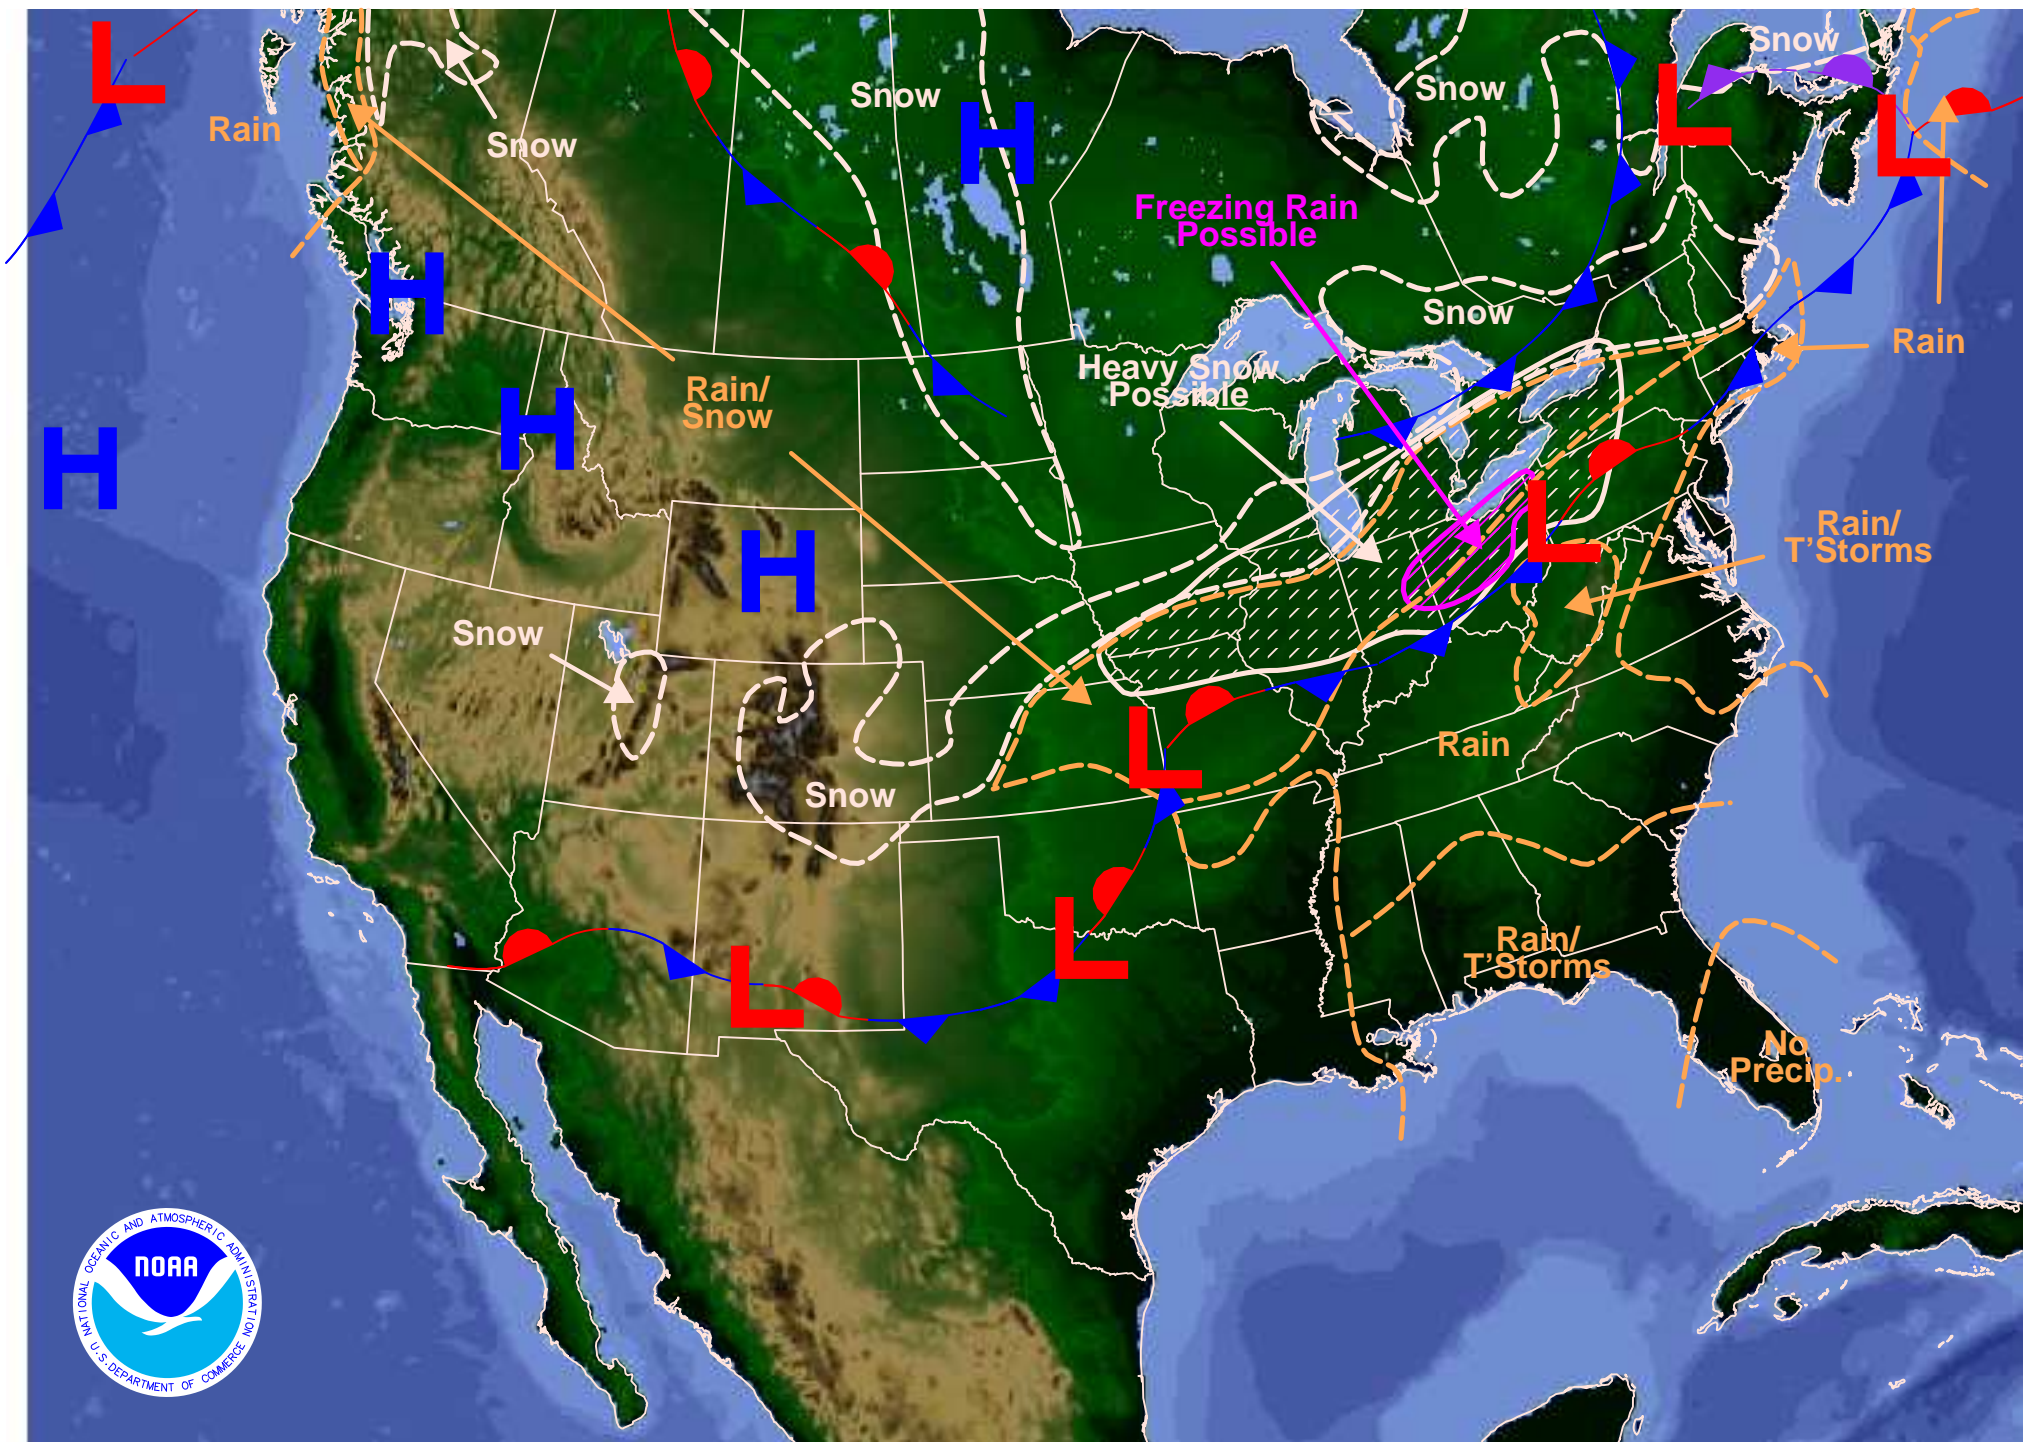 L
Snow
Snow
Snow
L
L
Rain
Snow
H
Freezing Rain
Possible
H
Snow
Rain
Heavy Snow
Possible
Rain/
Snow
H
H
L
Rain/
T'Storms
H
Snow
L
Rain
Snow
L
Rain/
T'Storms
L
No
Precip.
NATIONAL OCEANIC AND ATMOSPHERIC ADMINISTRATION
NOAA
U.S. DEPARTMENT OF COMMERCE